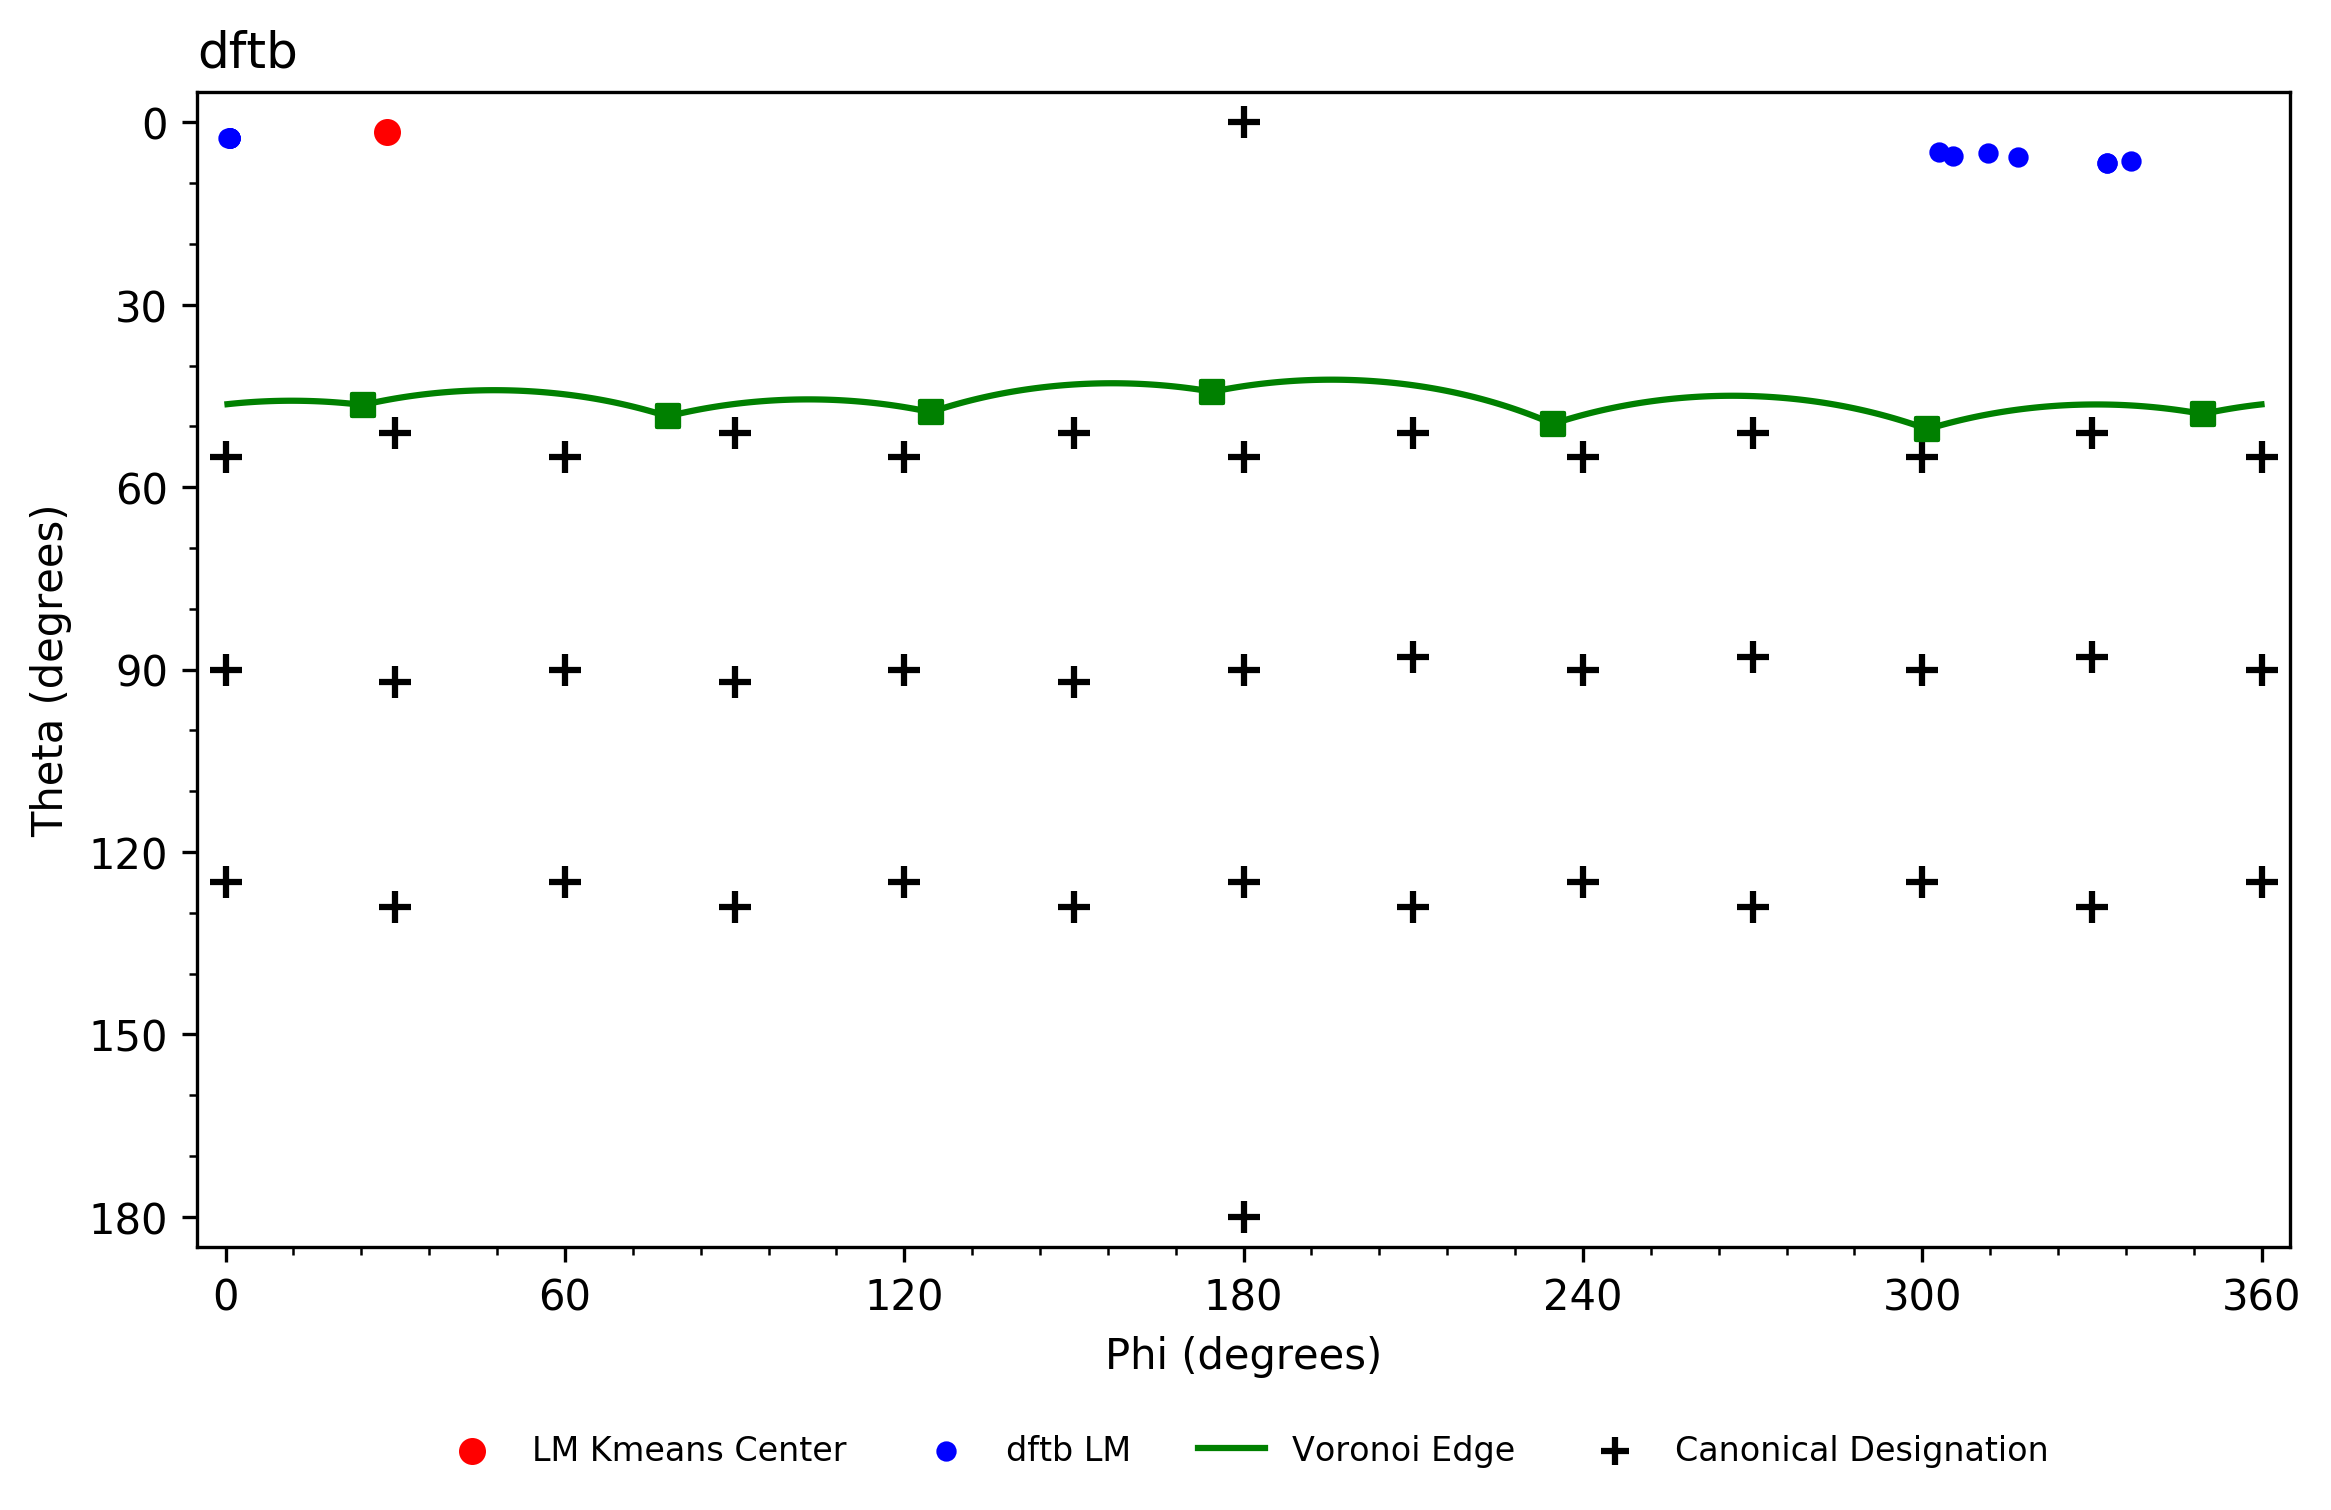 dftb
0
30
60
90
120
150
180
Theta (degrees)
0 60 120 180 240 300 360
Phi (degrees)
LM Kmeans Center dftb LM Voronoi Edge Canonical Designation